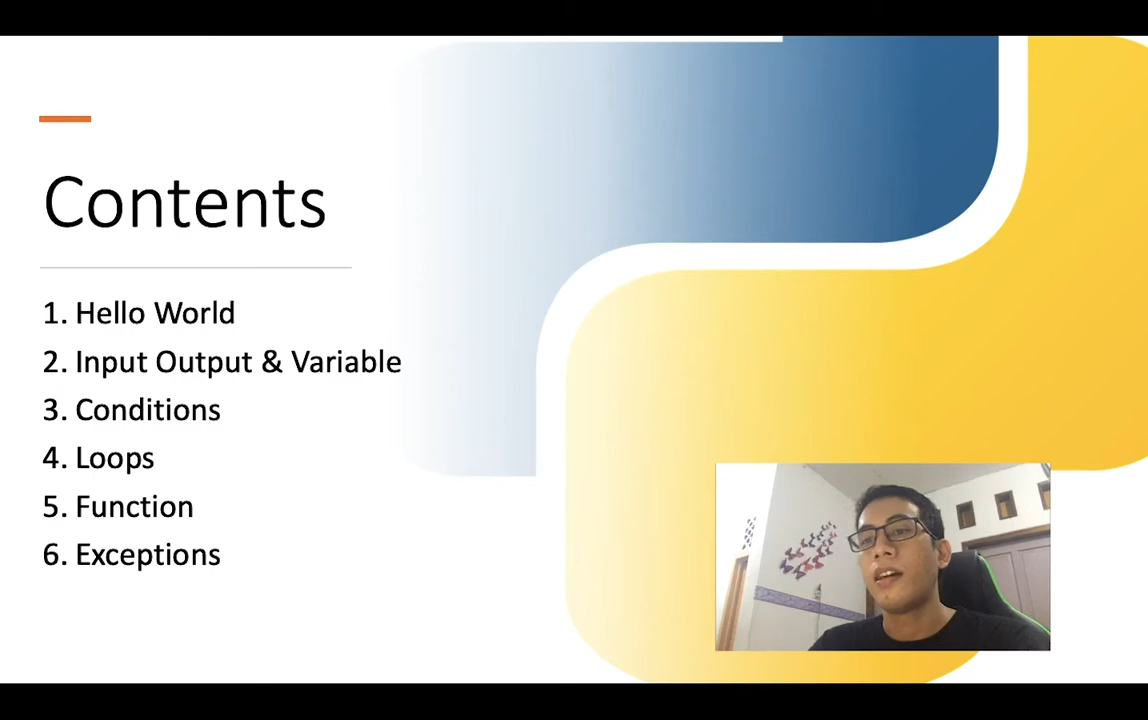 Contents
1. Hello World
2. Input Output & Variable
3. Conditions
4. Loops
5. Function
6. Exceptions